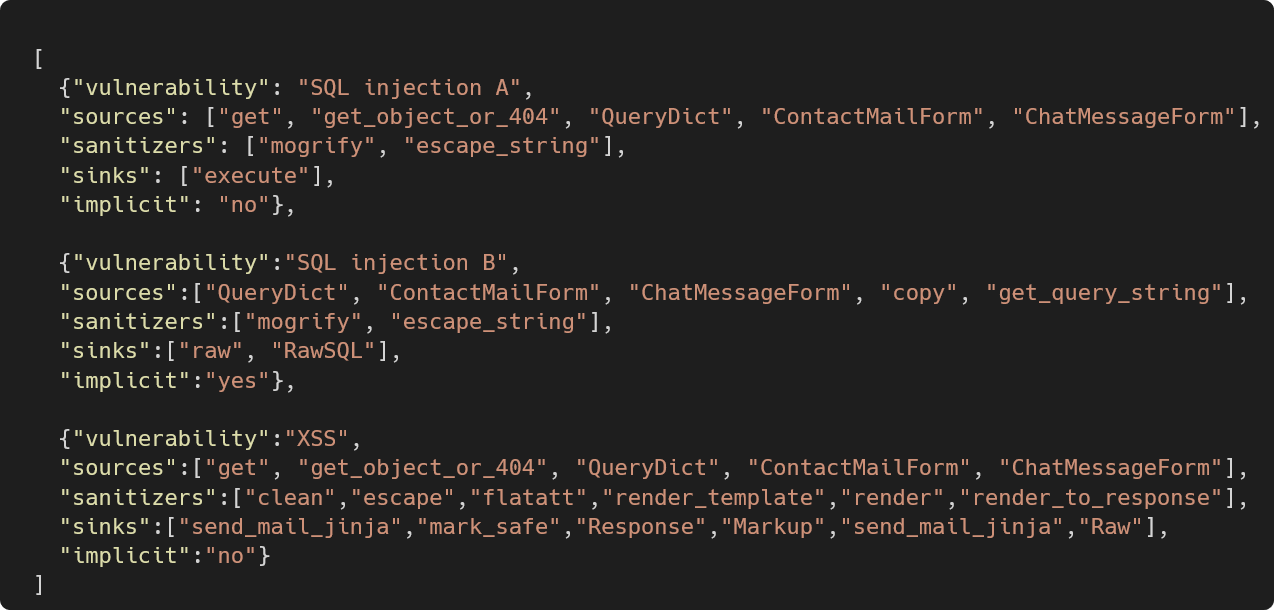 [
{"vulnerability": "SQL injection A",
"sources": ["get", "get_object_or_404", "QueryDict", "ContactMailForm", "ChatMessageForm"],
"sanitizers": ["mogrify", "escape_string"],
"sinks": ["execute"],
"implicit": "no"},
{"vulnerability":"SQL injection B",
"sources":["QueryDict", "ContactMailForm", "ChatMessageForm", "copy", "get_query_string"],
"sanitizers":["mogrify", "escape_string"],
"sinks":["raw", "RawSQL"],
"implicit":"yes"},
{"vulnerability":"XSS",
"sources":["get", "get_object_or_404", "QueryDict", "ContactMailForm", "ChatMessageForm"],
"sanitizers":["clean","escape","flatatt","render_template","render","render_to_response"],
"sinks":["send_mail_jinja","mark_safe","Response","Markup","send_mail_jinja","Raw"],
"implicit":"no"}
]